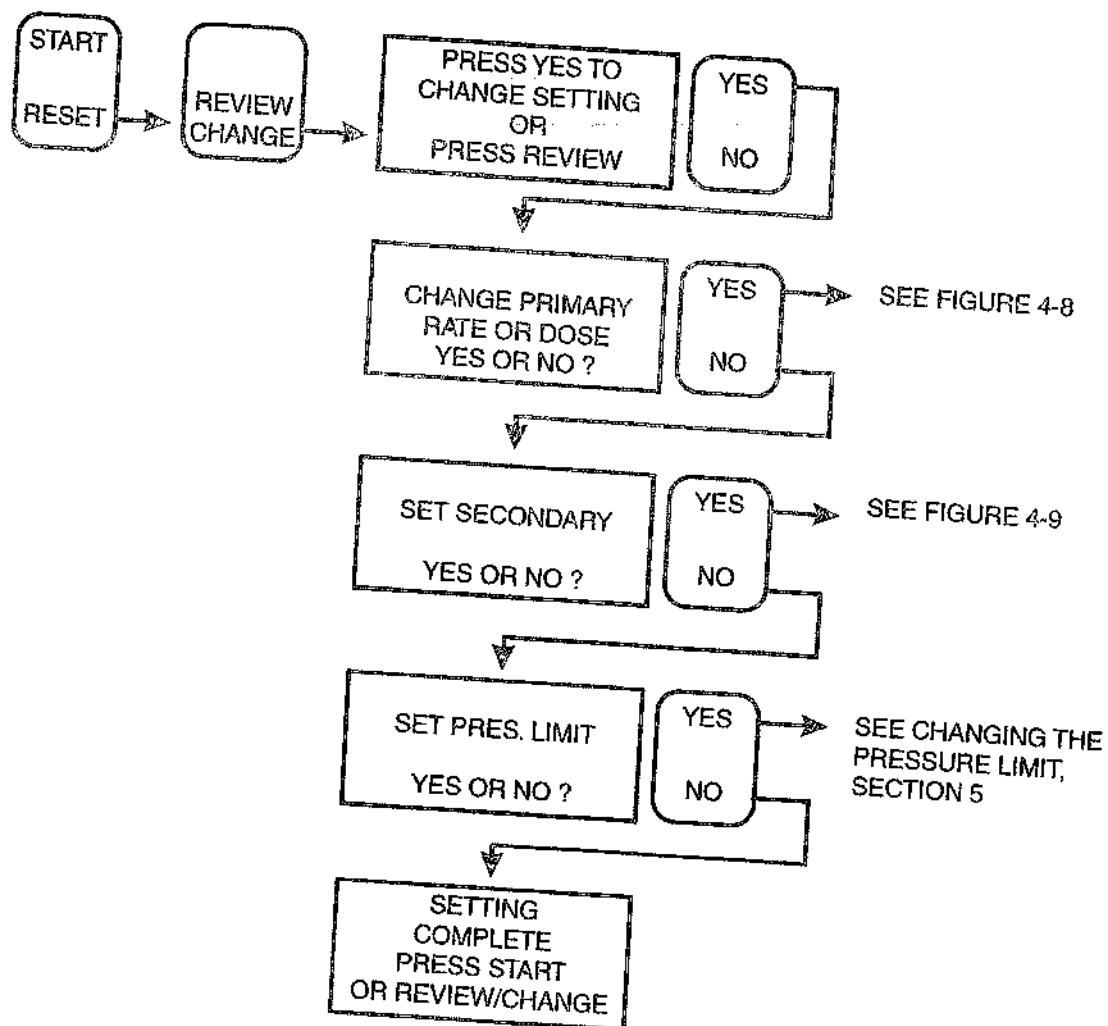 START
RESET
REVIEW
CHANGE
PRESS YES TO
CHANGE SETTING
OR
PRESS REVIEW
YES
NO
CHANGE PRIMARY
RATE OR DOSE
YES OR NO ?
YES
NO
SEE FIGURE 4-8
SET SECONDARY
YES OR NO ?
YES
NO
SEE FIGURE 4-9
SET PRES. LIMIT
YES OR NO ?
YES
NO
SEE CHANGING THE
PRESSURE LIMIT,
SECTION 5
SETTING
COMPLETE
PRESS START
OR REVIEW/CHANGE